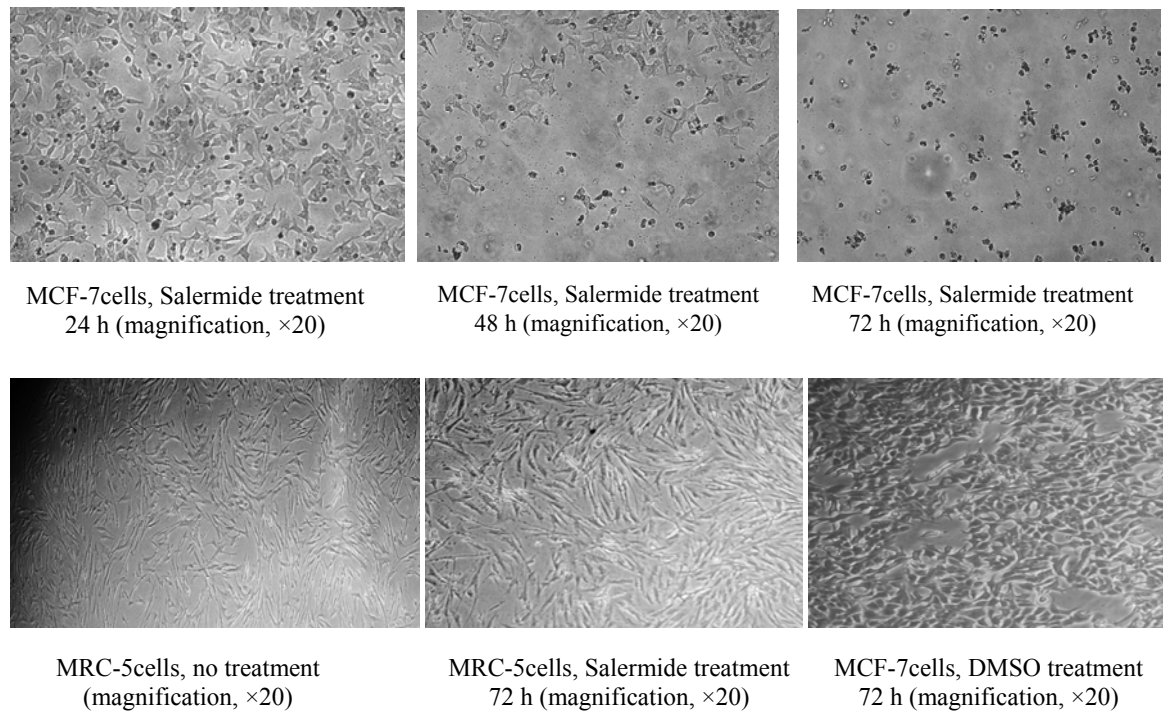 MCF-7cells, Salermide treatment
24 h (magnification, ×20)
MCF-7cells, Salermide treatment
48 h (magnification, ×20)
MCF-7cells, Salermide treatment
72 h (magnification, ×20)
MRC-5cells, no treatment
(magnification, ×20)
MRC-5cells, Salermide treatment
72 h (magnification, ×20)
MCF-7cells, DMSO treatment
72 h (magnification, ×20)